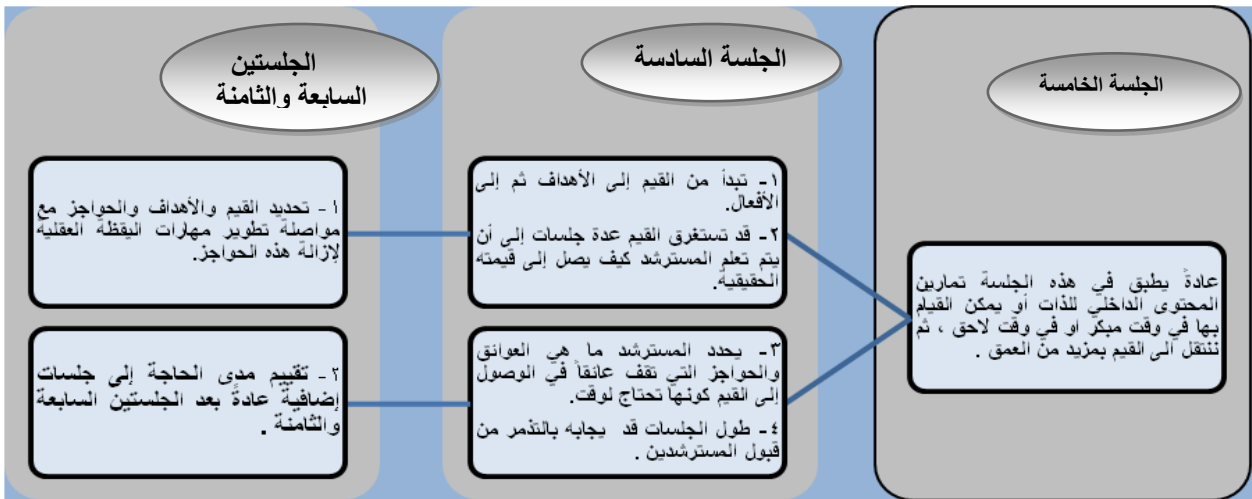 الجلسة الخامسة
عادةً يطبق في هذه الجلسة تمارين
المحتوى الداخلي للذات أو يمكن القيام
بها في وقت مبكر او في وقت لاحق ، ثم
ننتقل الى القيم بمزيد من العمق .
الجلسة السادسة
١- تبدأ من القيم إلى الأهداف ثم إلى
الأفعال.
٢- قد تستغرق القيم عدة جلسات إلى أن
يتم تعلم المسترشد كيف يصل إلى قيمته
الحقيقية.
٣- يحدد المسترشد ما هي العوائق
والحواجز التي تقف عائقاً في الوصول
إلى القيم كونها تحتاج لوقت.
٤- طول الجلسات قد يجابه بالتذمر من
قبول المسترشدين .
الجلستين
السابعة والثامنة
١- تحديد القيم والأهداف والحواجز مع
مواصلة تطوير مهارات اليقظة العقلية
لإزالة هذه الحواجز.
٢- تقييم مدى الحاجة إلى جلسات
إضافية عادةً بعد الجلستين السابعة
والثامنة .